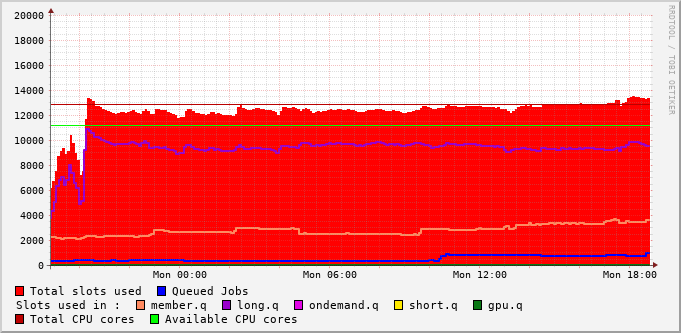 20000
18000
16000
14000
12000
10000
8000
6000
4000
2000
0
Mon 00:00 Mon 06:00 Mon 12:00 Mon 18:00
RRDTOOL / TOBI OETIKER
Total slots used Queued Jobs
Slots used in : member.q long.q ondemand.q short.q gpu.q
Total CPU cores Available CPU cores